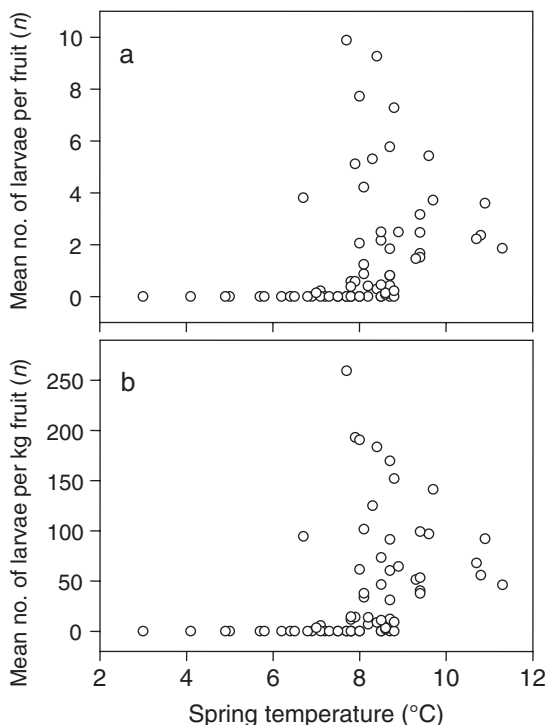 Mean no. of larvae per fruit (n)
10
8
6
4
2
0
a
Mean no. of larvae per kg fruit (n)
250
200
150
100
50
0
b
2 4 6 8 10 12
Spring temperature (°C)